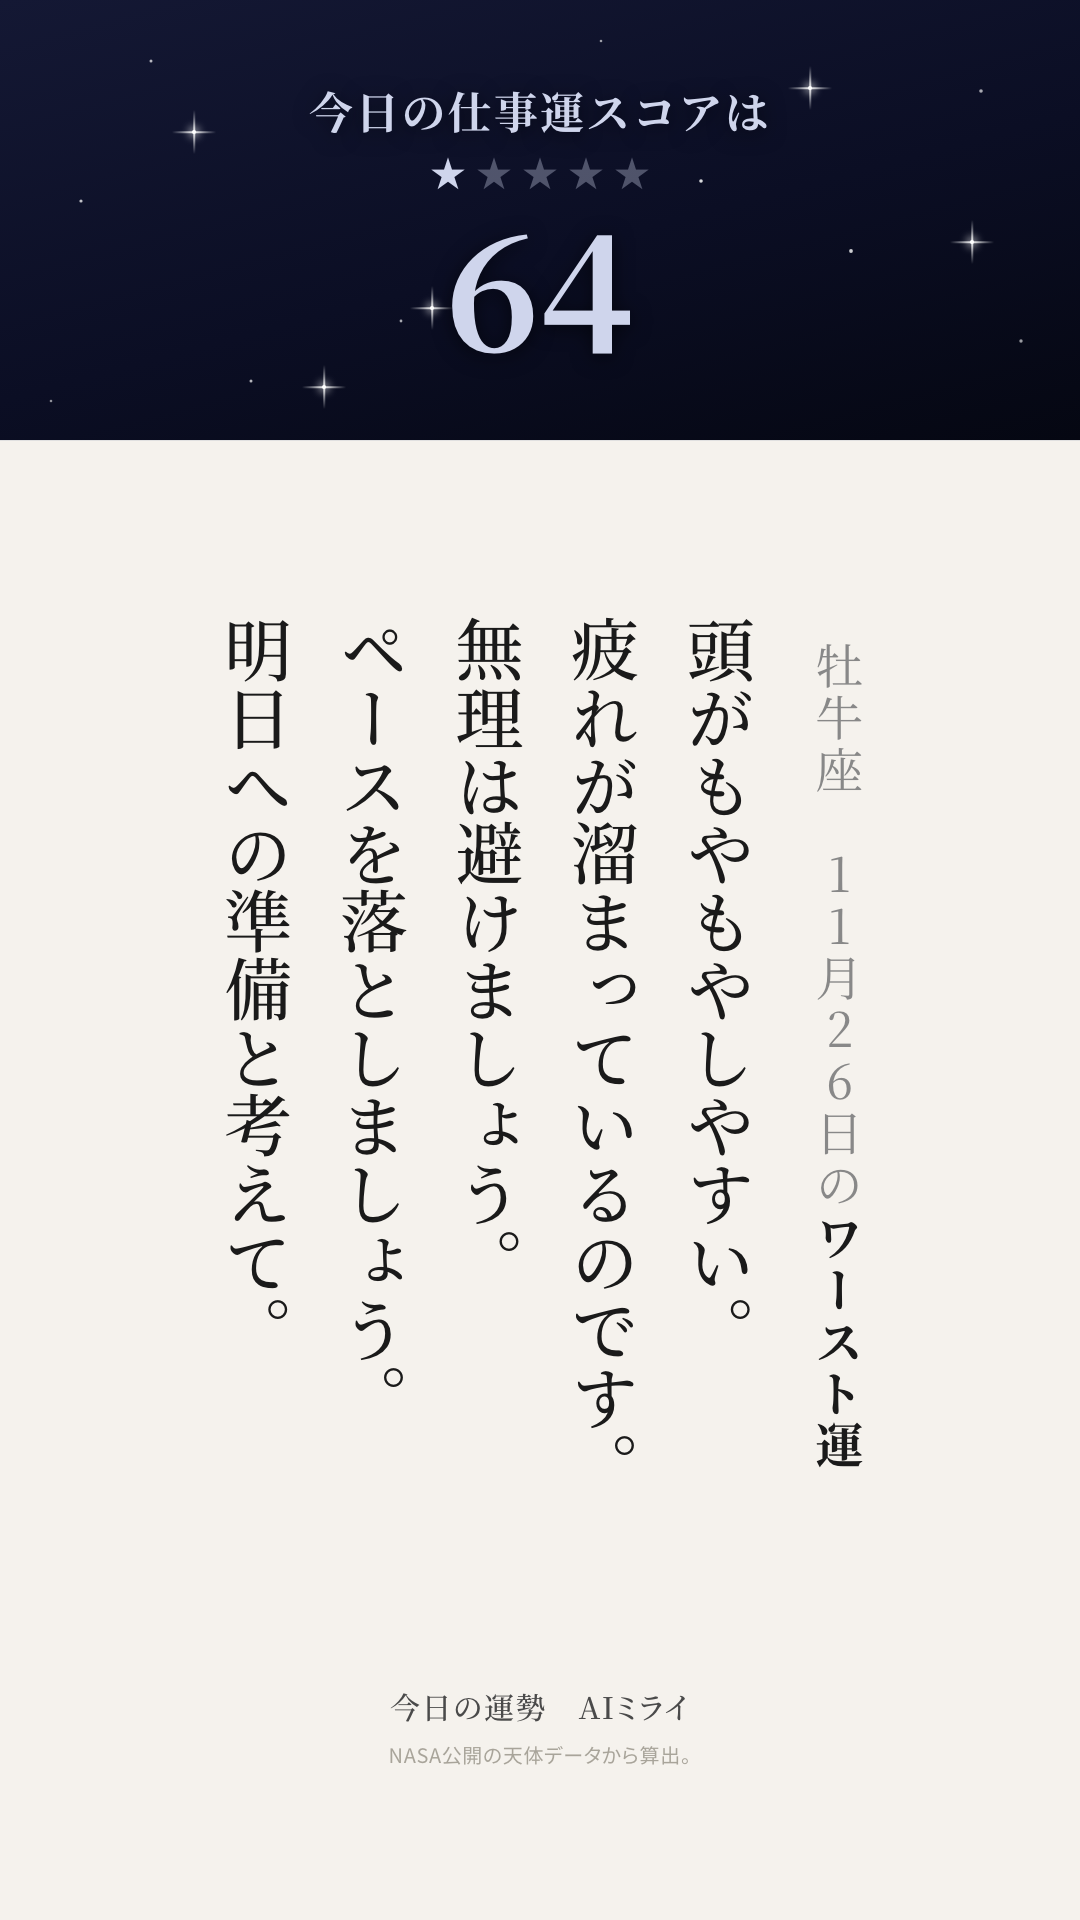 今日の仕事運スコアは
★★★★★
64
牡牛座　11月26日のワースト運
頭がもやもやしやすい。
疲れが溜まっているのです。
無理は避けましょう。
ペースを落としましょう。
明日への準備と考えて。
今日の運勢　AIミライ
NASA公開の天体データから算出。